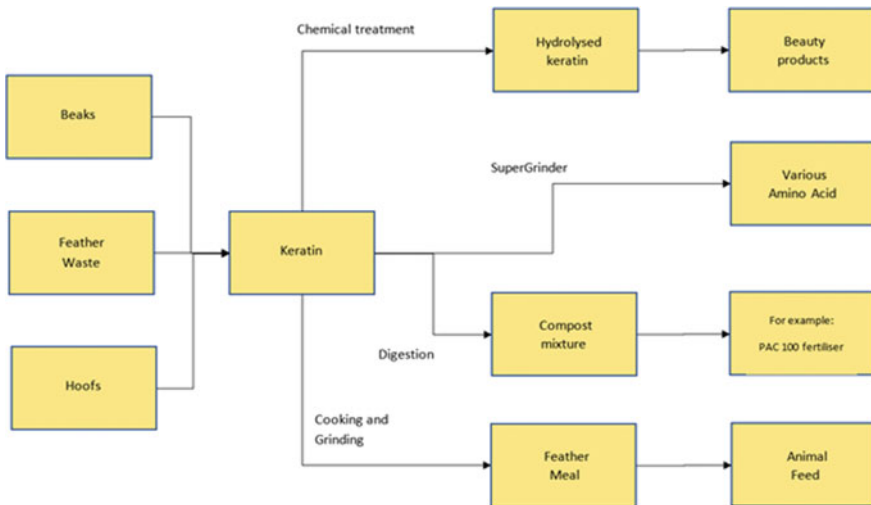 Chemical treatment
Hydrolysed
keratin
Beauty
products
Beaks
SuperGrinder
Various
Amino Acid
Feather
Waste
Keratin
Compost
mixture
For example:
PAC 100 fertiliser
Digestion
Hoofs
Cooking and
Grinding
Feather
Meal
Animal
Feed